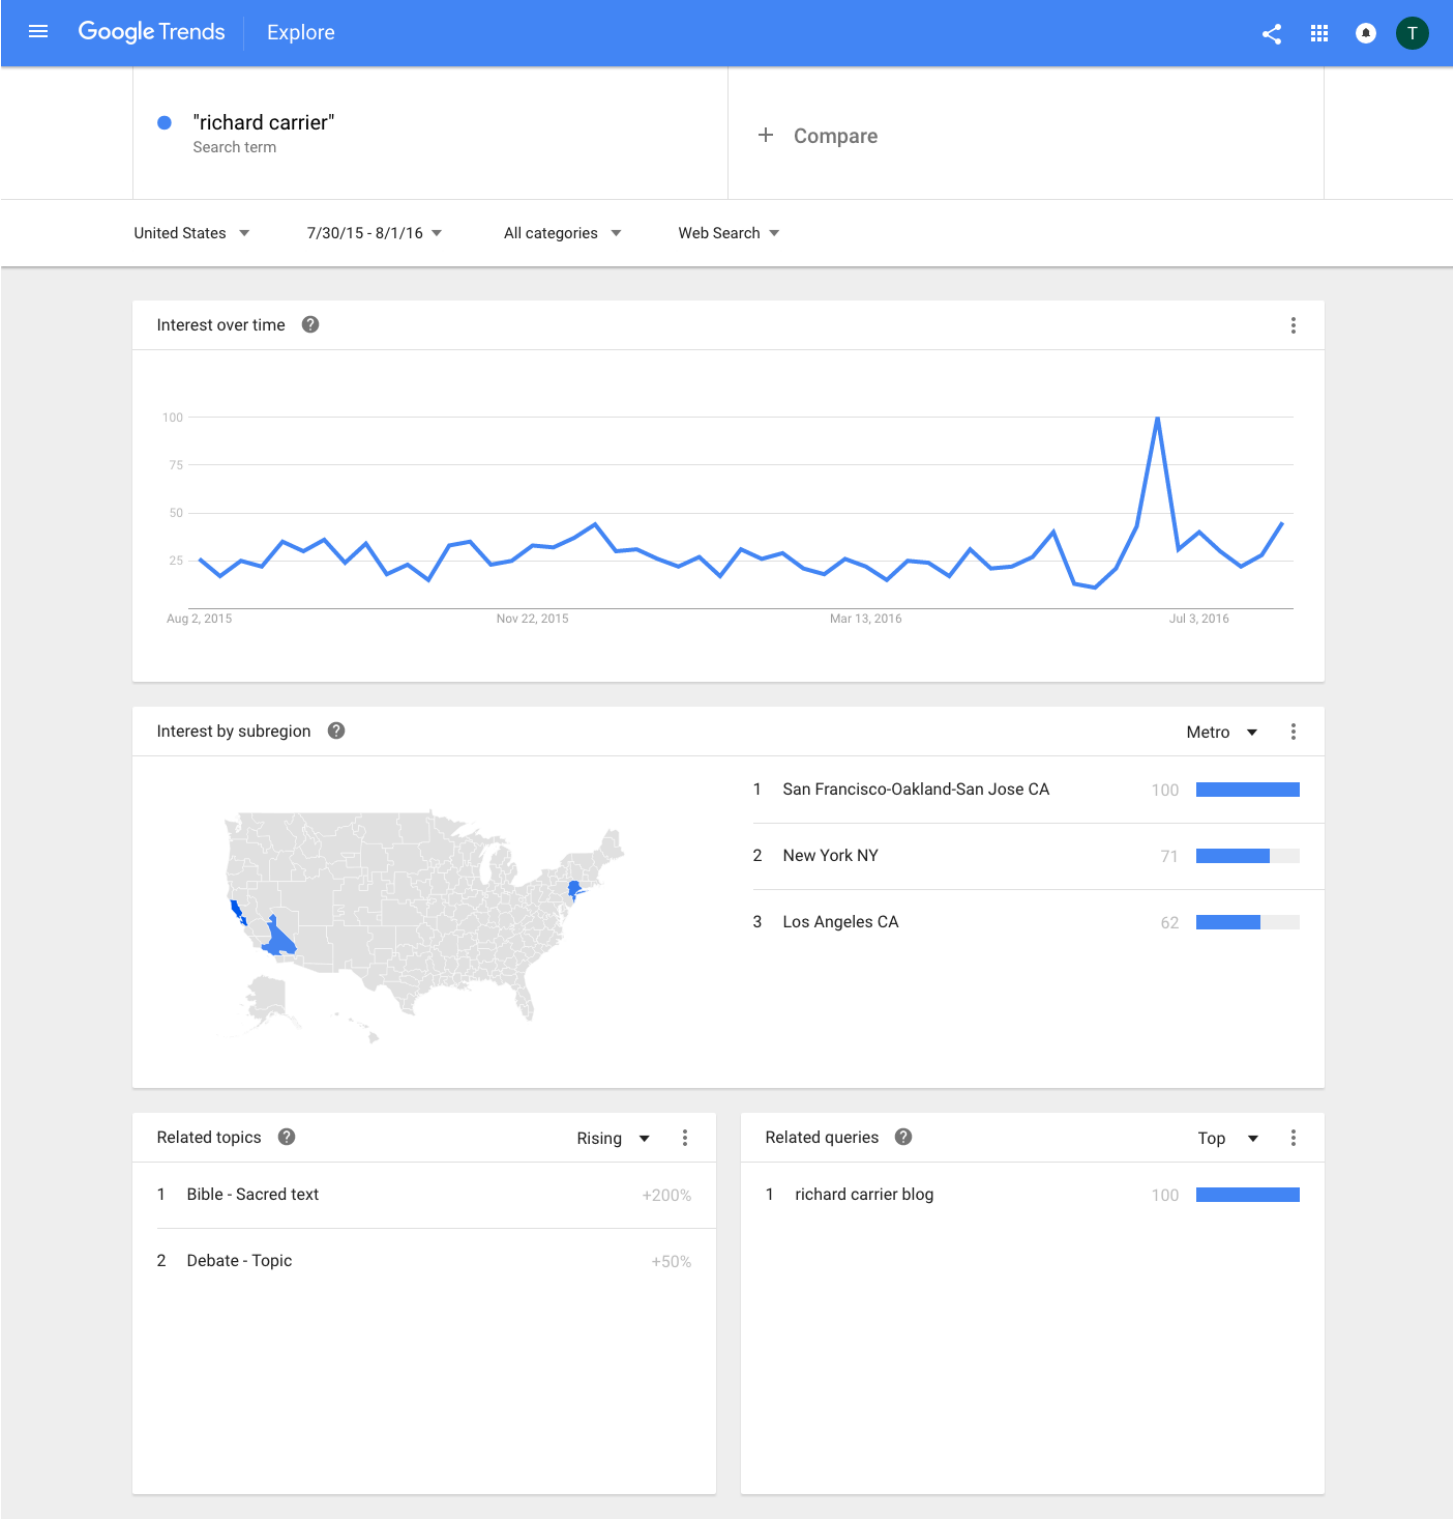 Google Trends Explore T
"richard carrier"
Search term
+ Compare
United States 7/30/15 - 8/1/16 All categories Web Search
Interest over time ?
100
75
50
25
Aug 2, 2015 Nov 22, 2015 Mar 13, 2016 Jul 3, 2016
Interest by subregion ? Metro
1 San Francisco-Oakland-San Jose CA 100
2 New York NY 71
3 Los Angeles CA 62
Related topics ? Rising
1 Bible - Sacred text +200%
2 Debate - Topic +50%
Related queries ? Top
1 richard carrier blog 100